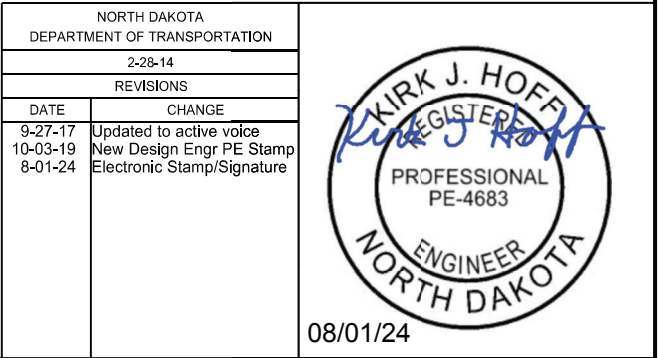 NORTH DAKOTA
DEPARTMENT OF TRANSPORTATION
2-28-14
REVISIONS
DATE CHANGE
9-27-17 Updated to active voice
10-03-19 New Design Engr PE Stamp
8-01-24 Electronic Stamp/Signature
KIRK J. HOFF
REGISTERED
Kirk J Hoff
PROFESSIONAL
PE-4683
ENGINEER
NORTH DAKOTA
08/01/24